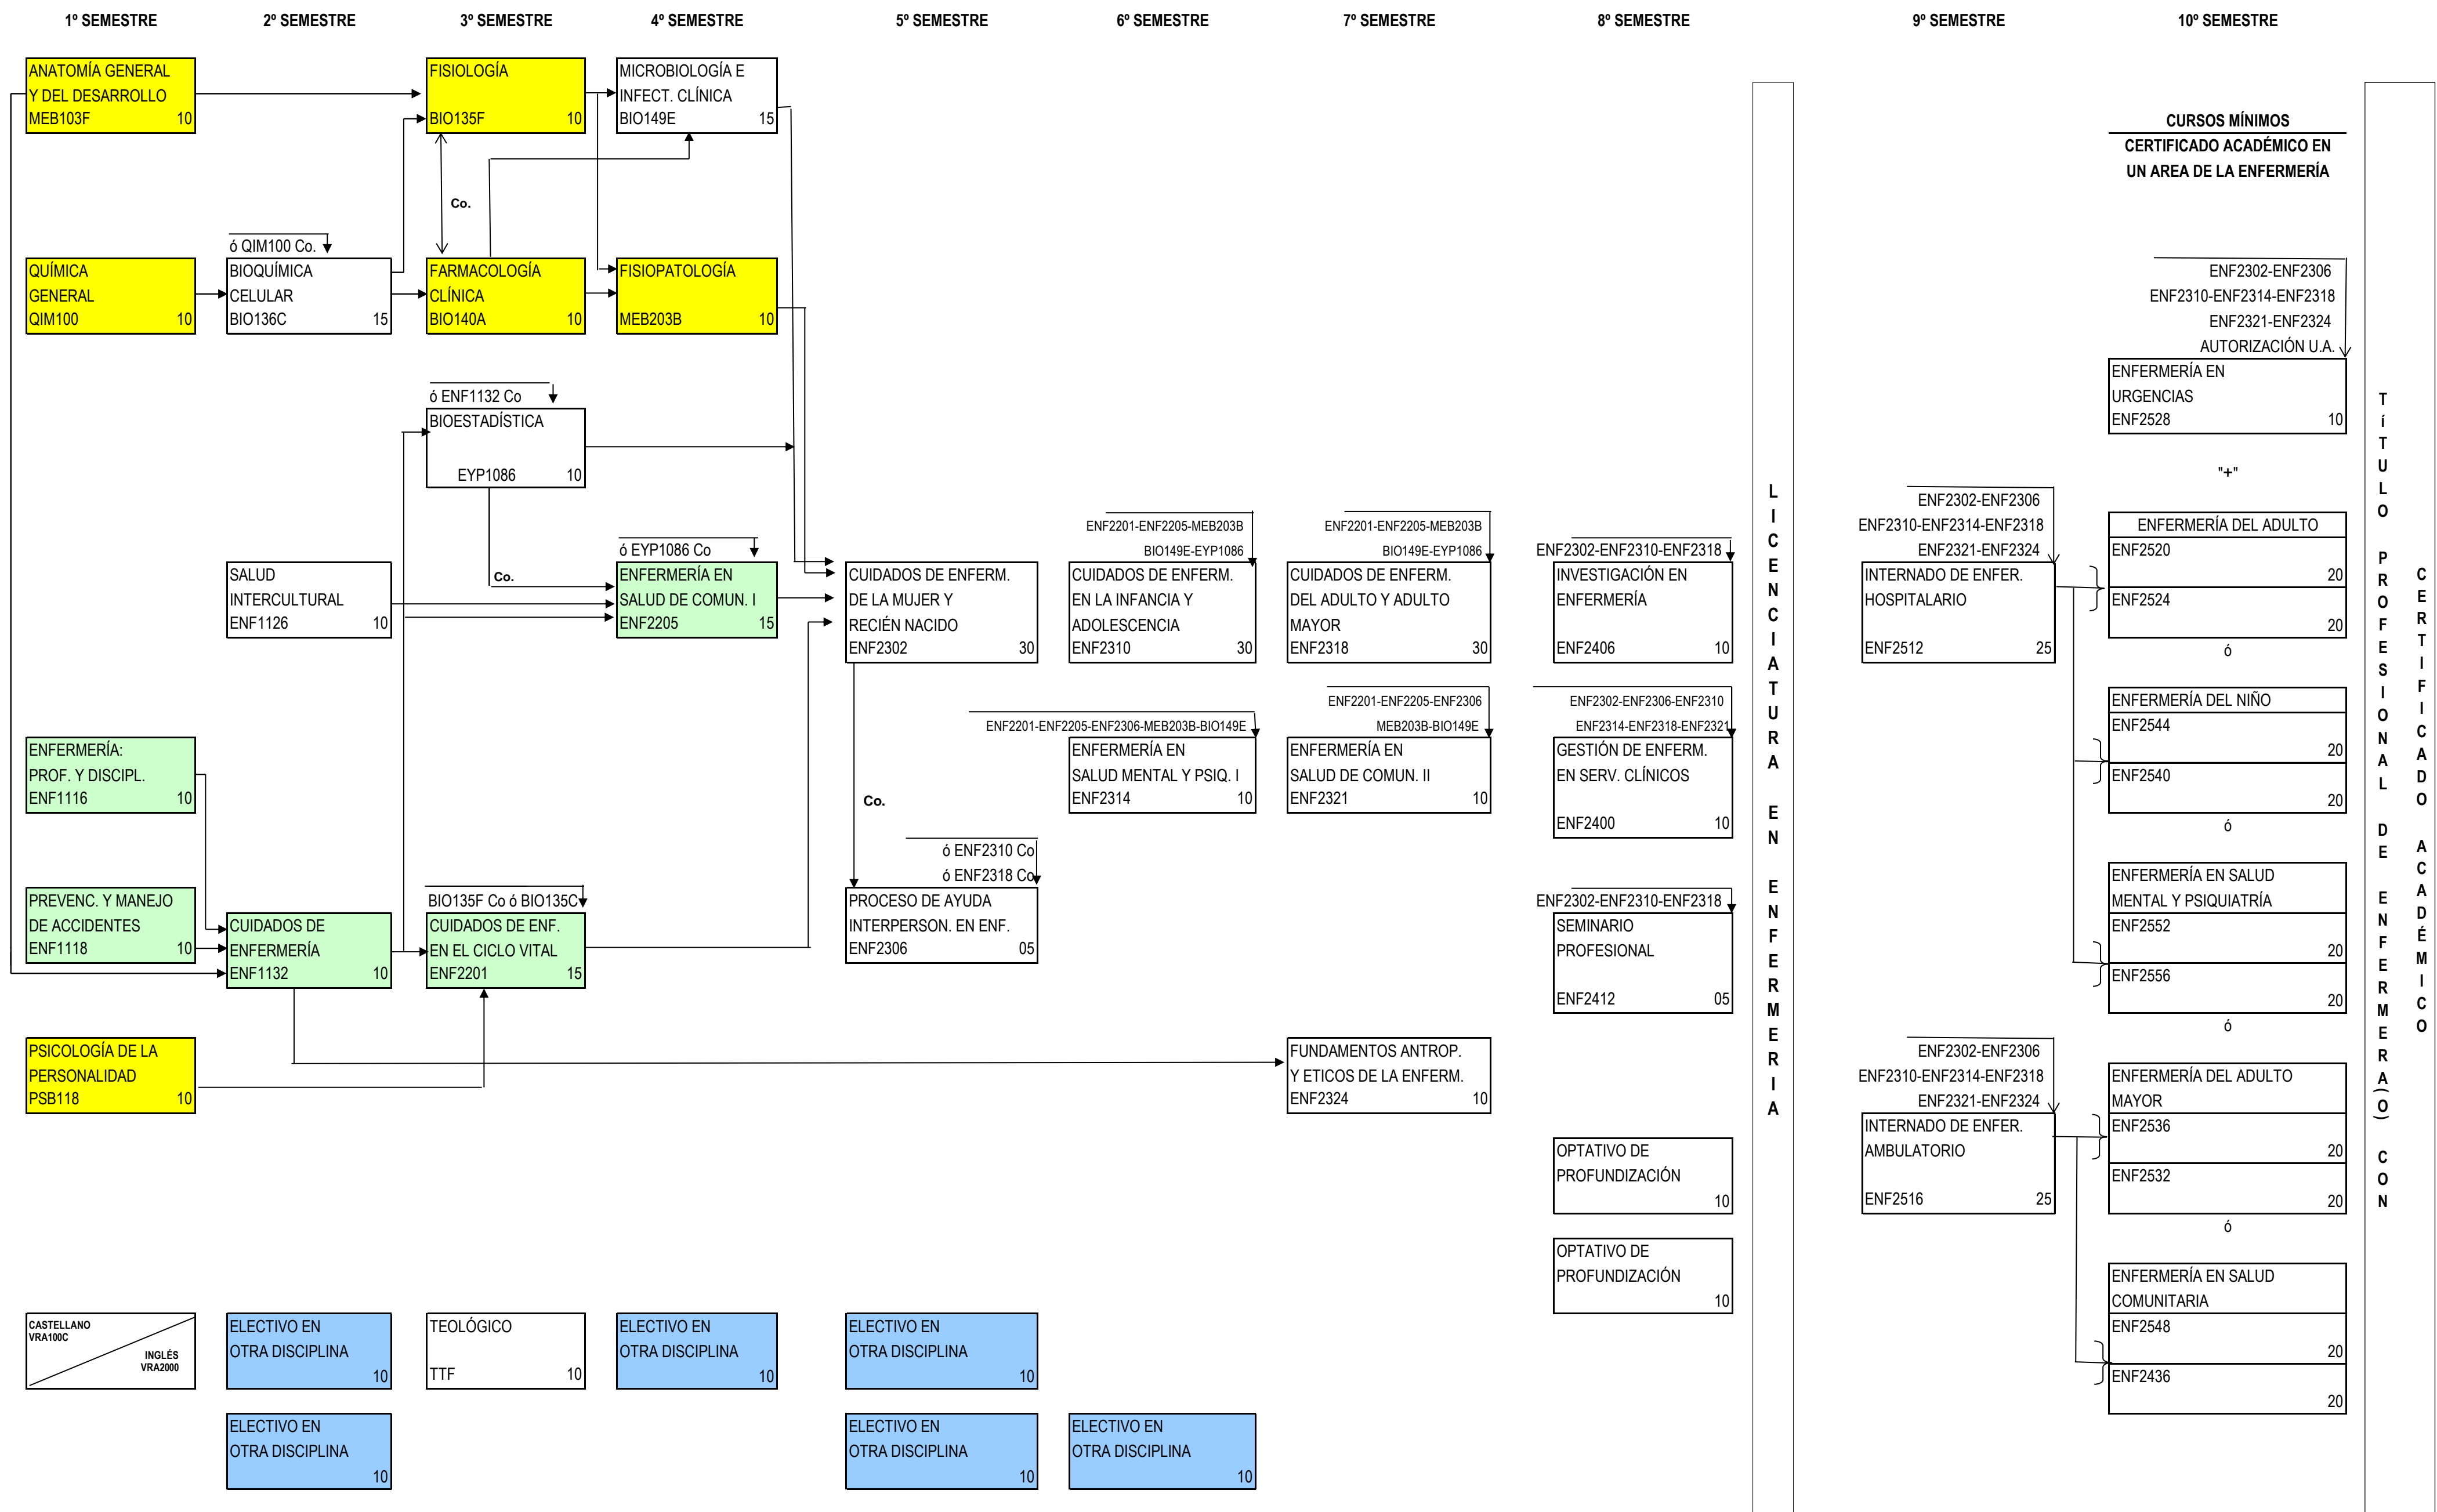 1º SEMESTRE
2º SEMESTRE
3º SEMESTRE
4º SEMESTRE
5º SEMESTRE
6º SEMESTRE
7º SEMESTRE
8º SEMESTRE
9º SEMESTRE
10º SEMESTRE
ANATOMÍA GENERAL
Y DEL DESARROLLO
MEB103F 10
QUÍMICA
GENERAL
QIM100 10
ENFERMERÍA:
PROF. Y DISCIPL.
ENF1116 10
PREVENC. Y MANEJO
DE ACCIDENTES
ENF1118 10
PSICOLOGÍA DE LA
PERSONALIDAD
PSB118 10
CASTELLANO
VRA100C
INGLÉS
VRA2000
ó QIM100 Co.
BIOQUÍMICA
CELULAR
BIO136C 15
SALUD
INTERCULTURAL
ENF1126 10
CUIDADOS DE
ENFERMERÍA
ENF1132 10
ELECTIVO EN
OTRA DISCIPLINA
10
ELECTIVO EN
OTRA DISCIPLINA
10
FISIOLOGÍA
BIO135F 10
Co.
FARMACOLOGÍA
CLÍNICA
BIO140A 10
ó ENF1132 Co
BIOESTADÍSTICA
EYP1086 10
Co.
BIO135F Co ó BIO135C
CUIDADOS DE ENF.
EN EL CICLO VITAL
ENF2201 15
TEOLÓGICO
TTF 10
MICROBIOLOGÍA E
INFECT. CLÍNICA
BIO149E 15
FISIOPATOLOGÍA
MEB203B 10
ó EYP1086 Co
ENFERMERÍA EN
SALUD DE COMUN. I
ENF2205 15
ELECTIVO EN
OTRA DISCIPLINA
10
CUIDADOS DE ENFERM.
DE LA MUJER Y
RECIÉN NACIDO
ENF2302 30
Co.
ó ENF2310 Co
ó ENF2318 Co
PROCESO DE AYUDA
INTERPERSON. EN ENF.
ENF2306 05
ELECTIVO EN
OTRA DISCIPLINA
10
ELECTIVO EN
OTRA DISCIPLINA
10
ENF2201-ENF2205-MEB203B
BIO149E-EYP1086
CUIDADOS DE ENFERM.
EN LA INFANCIA Y
ADOLESCENCIA
ENF2310 30
ENF2201-ENF2205-ENF2306-MEB203B-BIO149E
ENFERMERÍA EN
SALUD MENTAL Y PSIQ. I
ENF2314 10
ELECTIVO EN
OTRA DISCIPLINA
10
ENF2201-ENF2205-MEB203B
BIO149E-EYP1086
CUIDADOS DE ENFERM.
DEL ADULTO Y ADULTO
MAYOR
ENF2318 30
ENF2201-ENF2205-ENF2306
MEB203B-BIO149E
ENFERMERÍA EN
SALUD DE COMUN. II
ENF2321 10
FUNDAMENTOS ANTROP.
Y ETICOS DE LA ENFERM.
ENF2324 10
ENF2302-ENF2310-ENF2318
INVESTIGACIÓN EN
ENFERMERÍA
ENF2406 10
ENF2302-ENF2306-ENF2310
ENF2314-ENF2318-ENF2321
GESTIÓN DE ENFERM.
EN SERV. CLÍNICOS
ENF2400 10
ENF2302-ENF2310-ENF2318
SEMINARIO
PROFESIONAL
ENF2412 05
OPTATIVO DE
PROFUNDIZACIÓN
10
OPTATIVO DE
PROFUNDIZACIÓN
10
LICENCIATURA EN ENFERMERIA
ENF2302-ENF2306
ENF2310-ENF2314-ENF2318
ENF2321-ENF2324
INTERNADO DE ENFER.
HOSPITALARIO
ENF2512 25
ENF2302-ENF2306
ENF2310-ENF2314-ENF2318
ENF2321-ENF2324
INTERNADO DE ENFER.
AMBULATORIO
ENF2516 25
CURSOS MÍNIMOS
CERTIFICADO ACADÉMICO EN
UN AREA DE LA ENFERMERÍA
ENF2302-ENF2306
ENF2310-ENF2314-ENF2318
ENF2321-ENF2324
AUTORIZACIÓN U.A.
ENFERMERÍA EN
URGENCIAS
ENF2528 10
"+"
ENFERMERÍA DEL ADULTO
ENF2520
20
ENF2524
20
ó
ENFERMERÍA DEL NIÑO
ENF2544
20
ENF2540
20
ó
ENFERMERÍA EN SALUD
MENTAL Y PSIQUIATRÍA
ENF2552
20
ENF2556
20
ó
ENFERMERÍA DEL ADULTO
MAYOR
ENF2536
20
ENF2532
20
ó
ENFERMERÍA EN SALUD
COMUNITARIA
ENF2548
20
ENF2436
20
TíTULO PROFESIONAL DE ENFERMERA(O) CON
CERTIFICADO ACADÉMICO